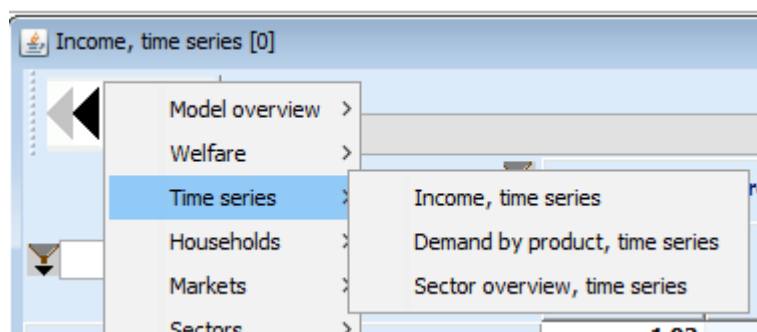 Income, time series [0]
Model overview
Welfare
Time series
Income, time series
Households
Demand by product, time series
Markets
Sector overview, time series
Sectors